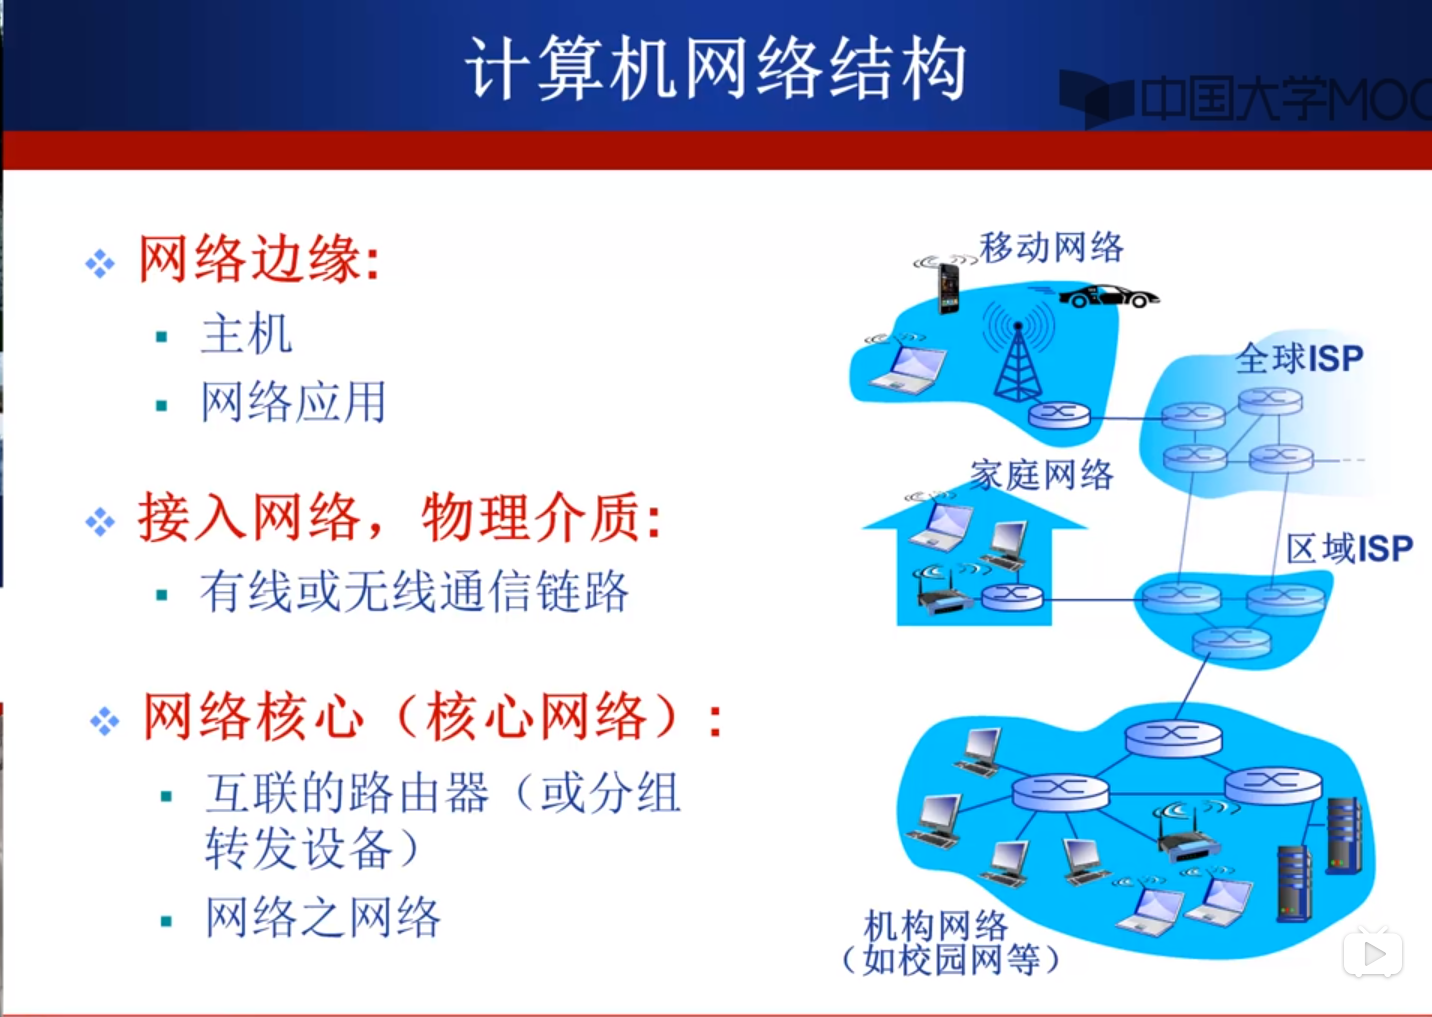 计算机网络结构
中国大学MOO
网络边缘:
主机
网络应用
接入网络，物理介质:
有线或无线通信链路
网络核心（核心网络）:
互联的路由器（或分组
转发设备）
网络之网络
移动网络
全球ISP
家庭网络
区域ISP
机构网络
（如校园网等）